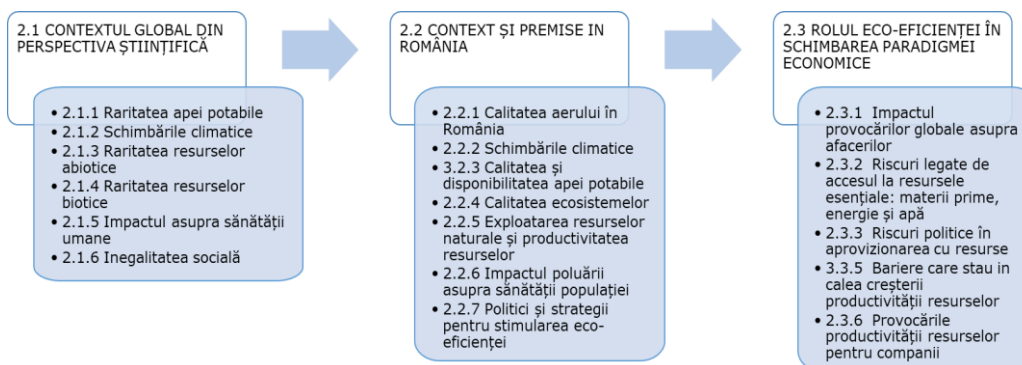 2.1 CONTEXTUL GLOBAL DIN
PERSPECTIVA ȘTIINȚIFICĂ
• 2.1.1 Raritatea apei potabile
• 2.1.2 Schimbările climatice
• 2.1.3 Raritatea resurselor
abiotice
• 2.1.4 Raritatea resurselor
biotice
• 2.1.5 Impactul asupra sănătății
umane
• 2.1.6 Inegalitatea socială
2.2 CONTEXT ȘI PREMISE IN
ROMÂNIA
• 2.2.1 Calitatea aerului în
România
• 2.2.2 Schimbările climatice
• 3.2.3 Calitatea și
disponibilitatea apei potabile
• 2.2.4 Calitatea ecosistemelor
• 2.2.5 Exploatarea resurselor
naturale și productivitatea
resurselor
• 2.2.6 Impactul poluării
asupra sănătății populației
• 2.2.7 Politici și strategii
pentru stimularea eco-
eficienței
2.3 ROLUL ECO-EFICIENȚEI ÎN
SCHIMBAREA PARADIGMEI
ECONOMICE
• 2.3.1 Impactul
provocărilor globale asupra
afacerilor
• 2.3.2 Riscuri legate de
accesul la resursele
esențiale: materii prime,
energie și apă
• 2.3.3 Riscuri politice în
aprovizionarea cu resurse
• 3.3.5 Bariere care stau in
calea creșterii
productivității resurselor
• 2.3.6 Provocările
productivității resurselor
pentru companii